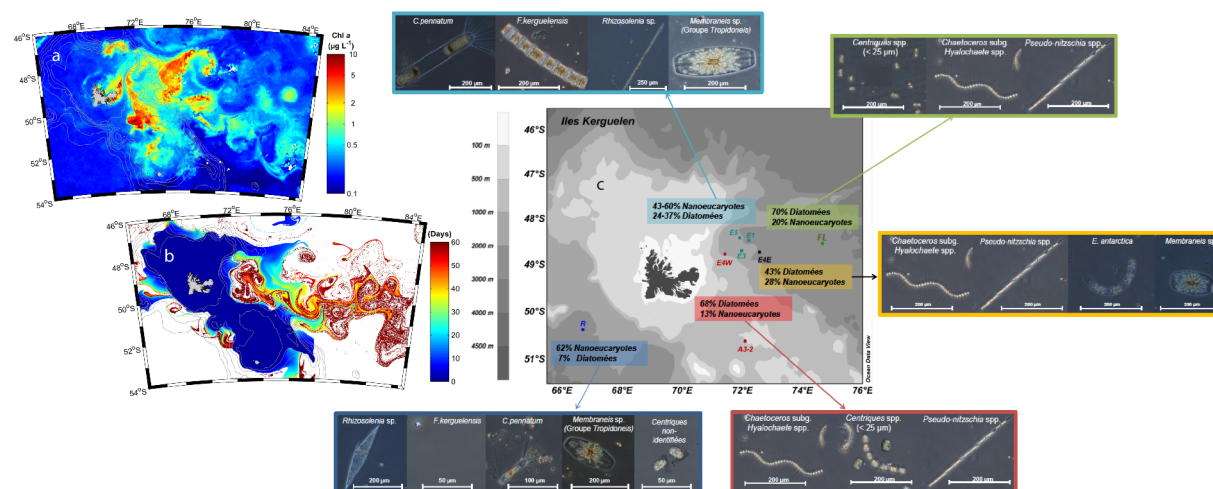 a
Chl a
(µg L⁻¹)
68°E
72°E
76°E
80°E
84°E
46°S
48°S
50°S
52°S
54°S
10
5
1
0.5
0.1
b
(Days)
68°E
72°E
76°E
80°E
84°E
48°S
50°S
52°S
54°S
60
50
40
30
20
10
0
C.pennatum
F.kerguelensis
Rhizosolenia sp.
Membraneis sp.
(Groupe Tropidoneis)
200 µm
200 µm
250 µm
200 µm
Centriques spp.
(< 25 µm)
Chaetoceros subg.
Hyalochaete spp.
Pseudo-nitzschia spp.
200 µm
200 µm
200 µm
100 m
500 m
1000 m
2000 m
3000 m
4500 m
Iles Kerguelen
C
46°S
47°S
48°S
49°S
50°S
51°S
66°E
68°E
70°E
72°E
74°E
76°E
Ocean Data View
43-60% Nanoeucaryotes
24-37% Diatomées
70% Diatomées
20% Nanoeucaryotes
E5
E1
E3
FL
E4W
E4E
43% Diatomées
28% Nanoeucaryotes
68% Diatomées
13% Nanoeucaryotes
R
A3-2
62% Nanoeucaryotes
7% Diatomées
Chaetoceros subg.
Hyalochaete spp.
Pseudo-nitzschia spp.
E. antarctica
Membraneis sp
200 µm
200 µm
200 µm
200 µm
Rhizosolenia sp.
F.kerguelensis
C.pennatum
Membraneis sp.
(Groupe Tropidoneis)
Centriques
non-
identifiées
200 µm
50 µm
100 µm
200 µm
50 µm
Chaetoceros subg.
Hyalochaete spp.
Centriques spp.
(< 25 µm)
Pseudo-nitzschia spp.
200 µm
200 µm
200 µm